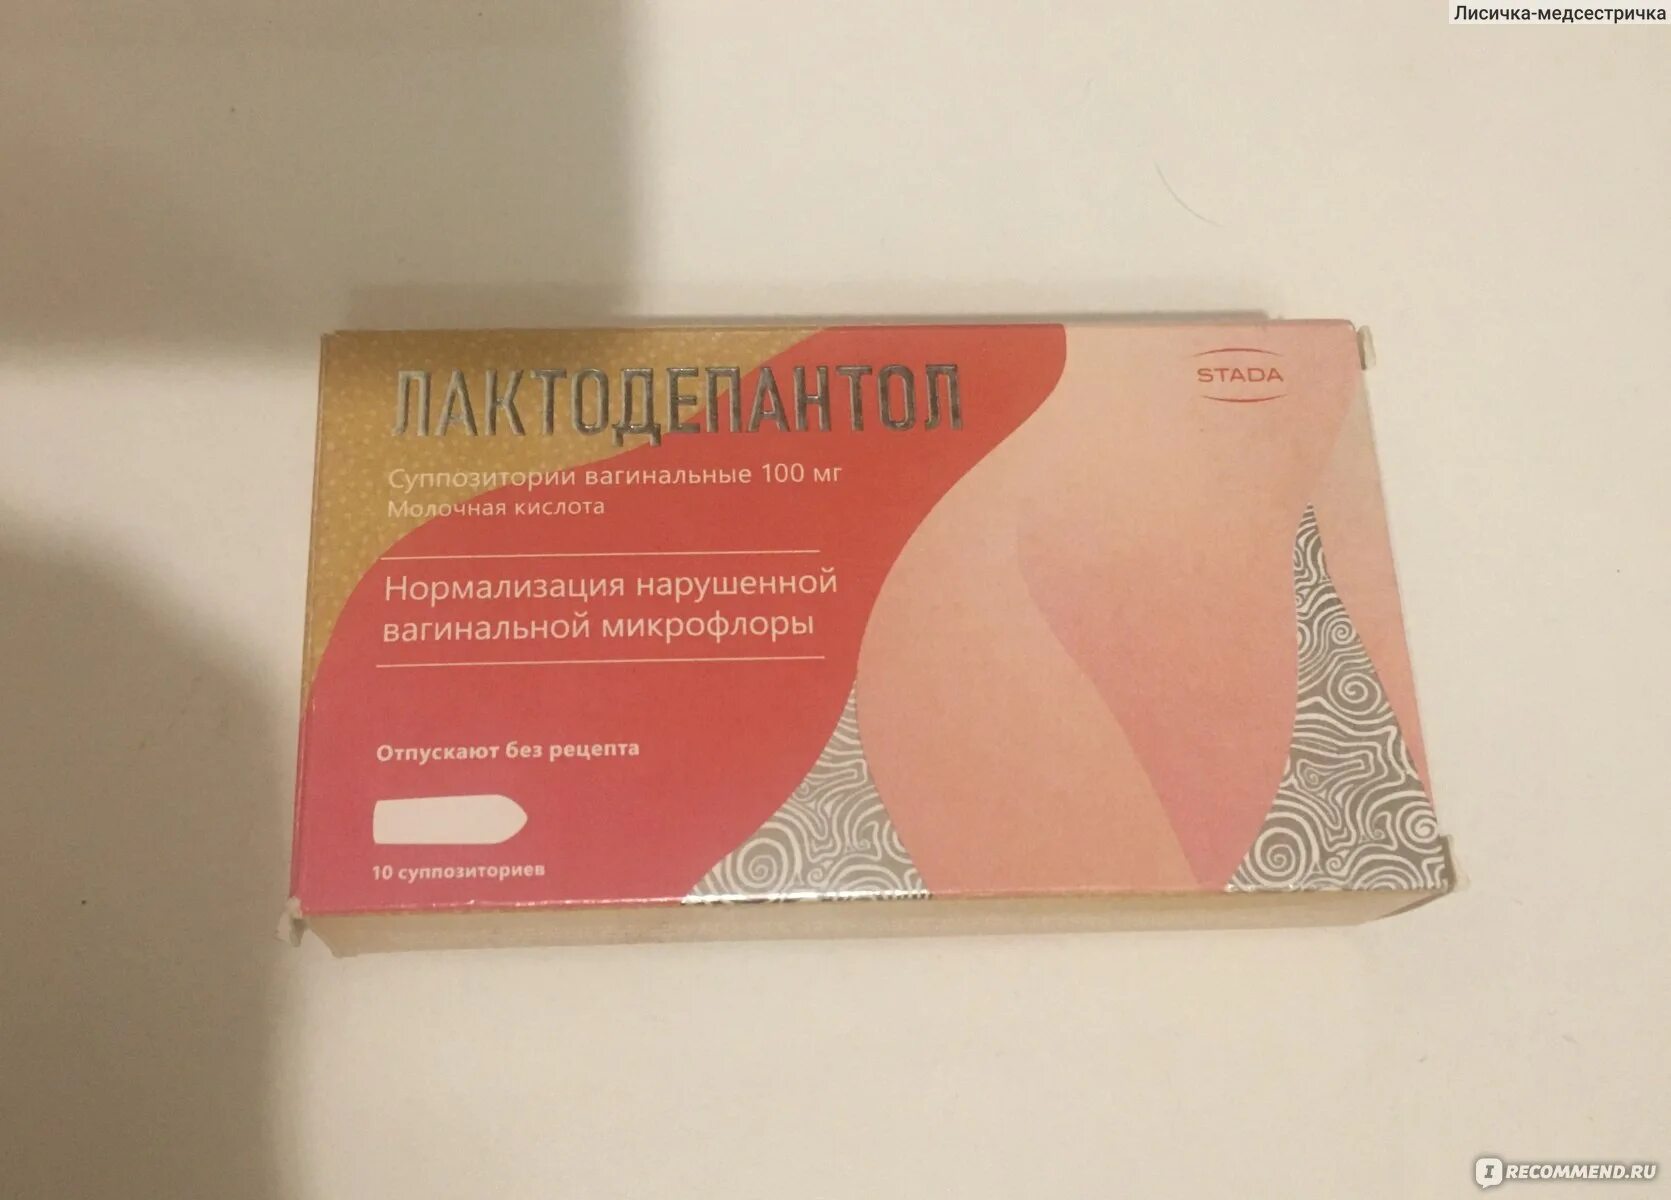 Лисичка-медсестричка
ЛАКТОДЕПАНТОЛ
STADA
Суппозитории вагинальные 100 мг
Молочная кислота
Нормализация нарушенной
вагинальной микрофлоры
Отпускают без рецепта
10 суппозиториев
IRECOMMEND.RU